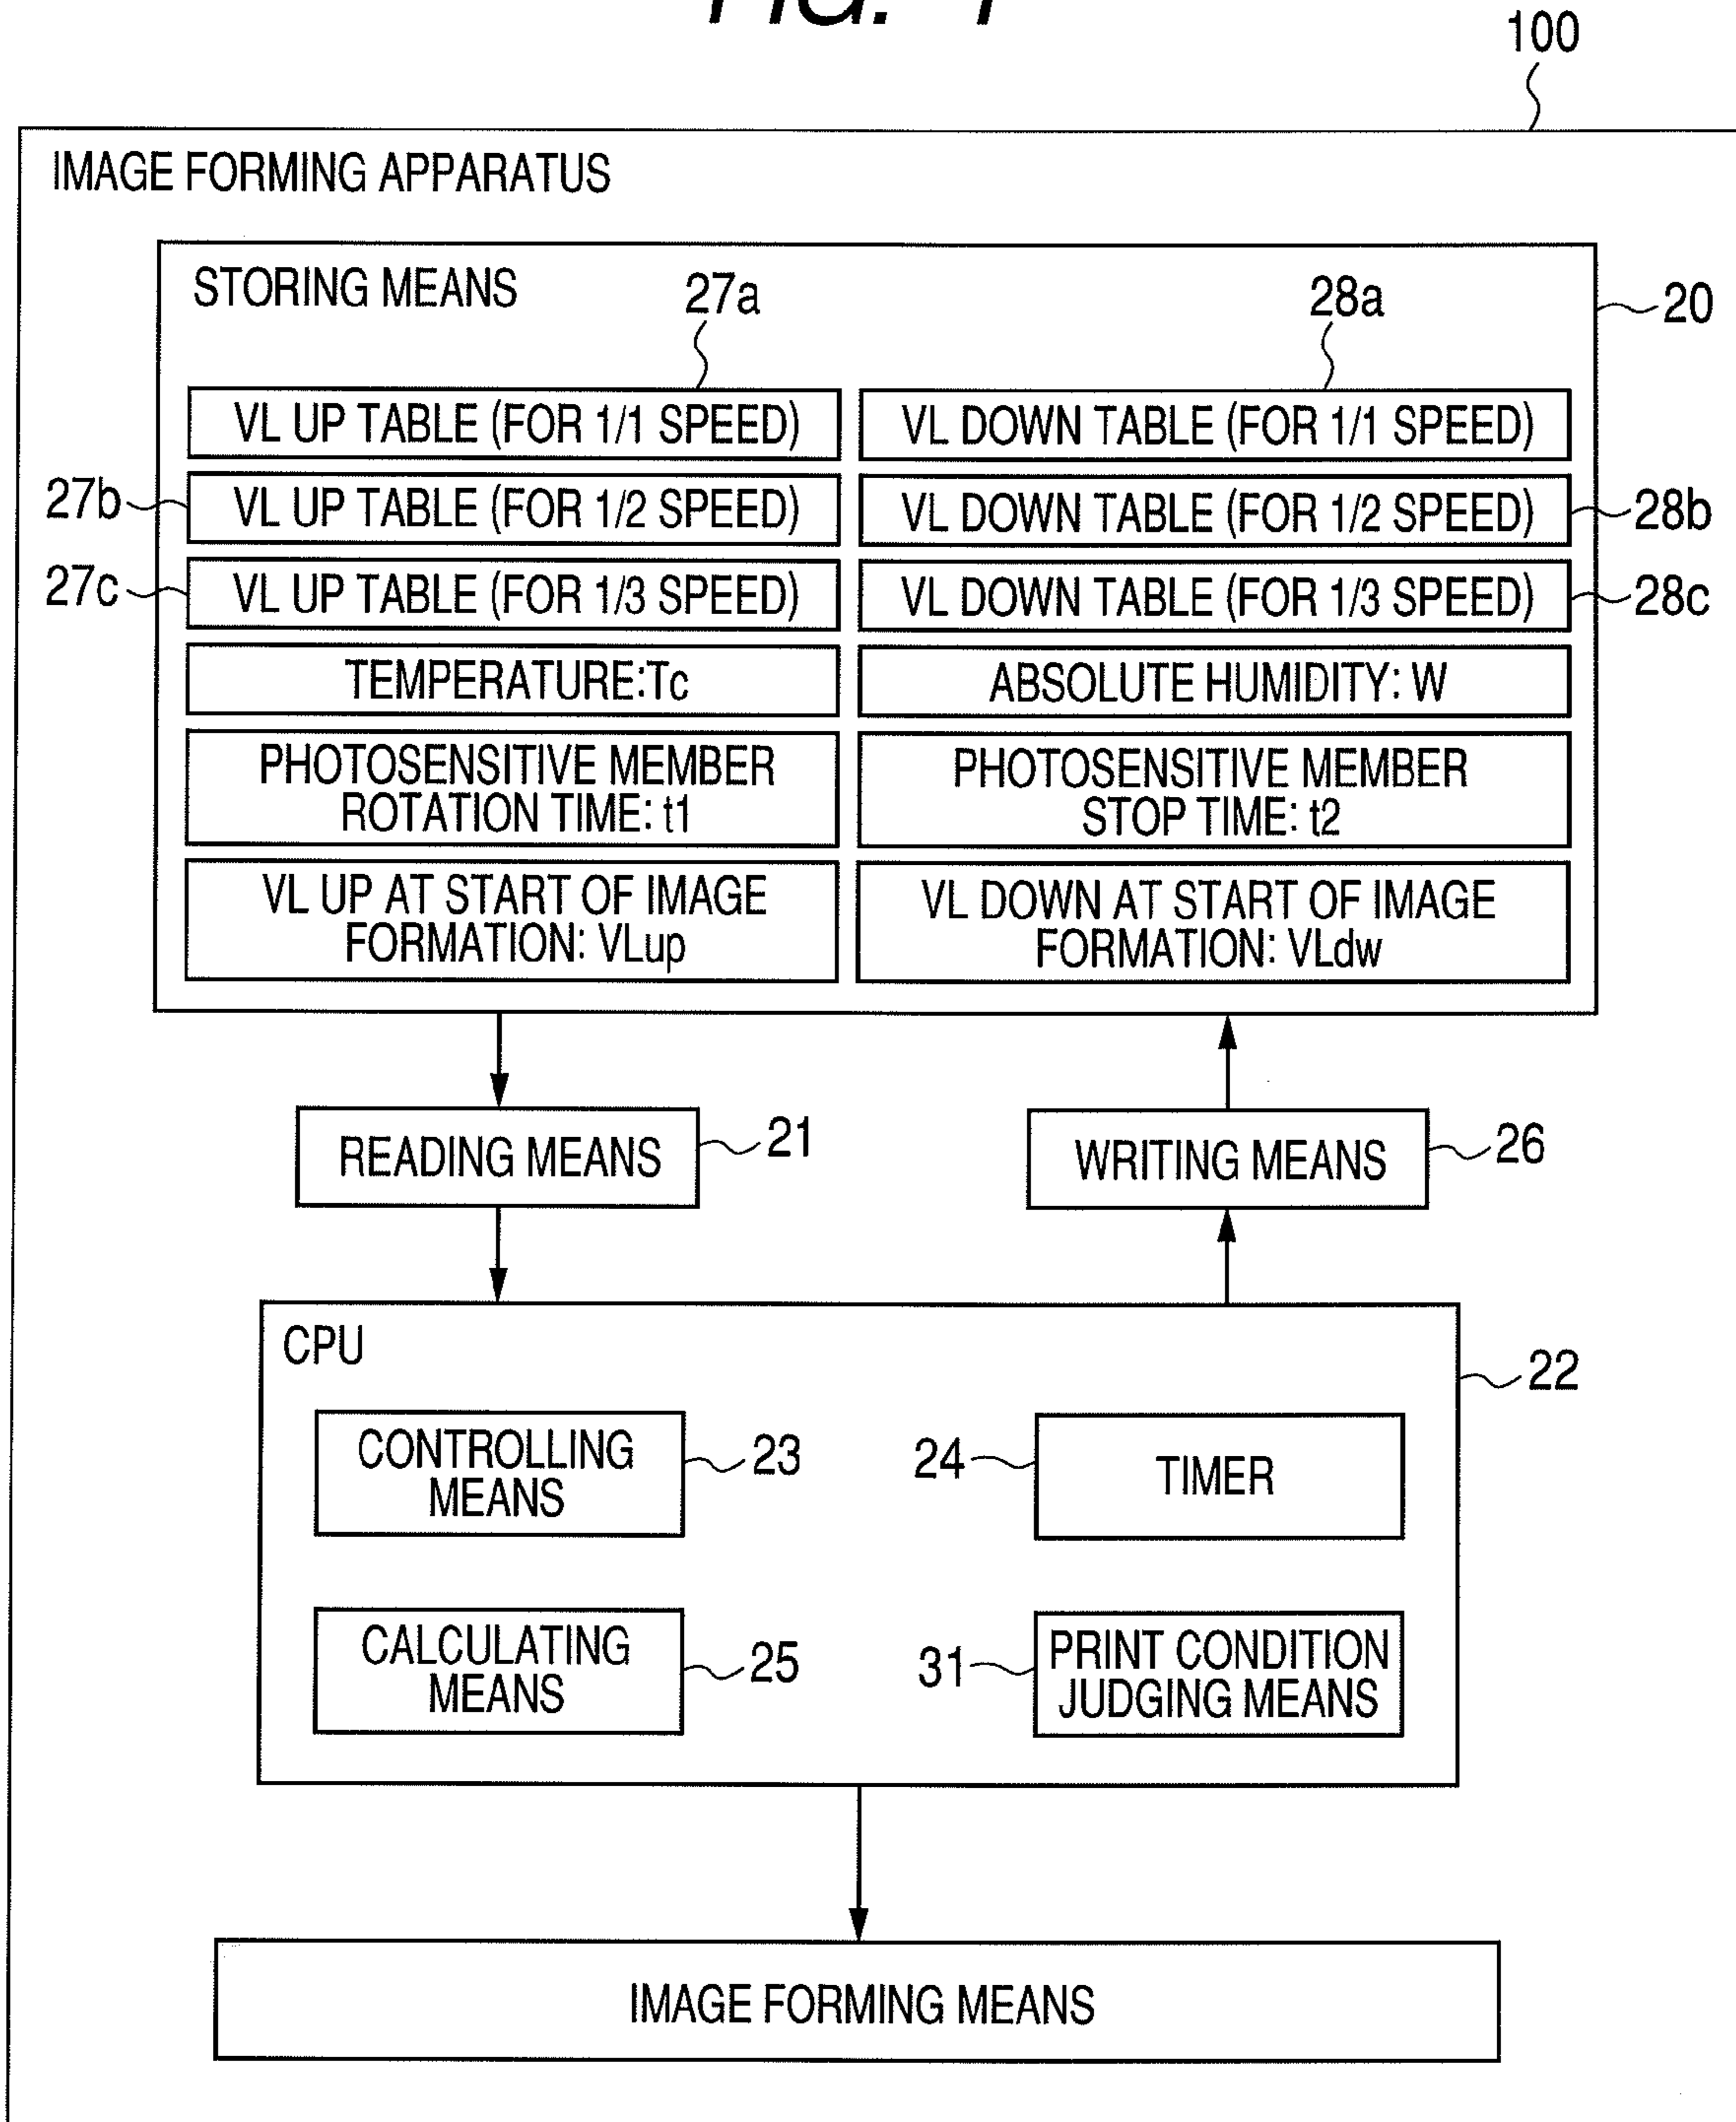 FIG. 1
100
IMAGE FORMING APPARATUS
STORING MEANS
27a
28a
20
VL UP TABLE (FOR 1/1 SPEED)
VL DOWN TABLE (FOR 1/1 SPEED)
27b
VL UP TABLE (FOR 1/2 SPEED)
VL DOWN TABLE (FOR 1/2 SPEED)
28b
27c
VL UP TABLE (FOR 1/3 SPEED)
VL DOWN TABLE (FOR 1/3 SPEED)
28c
TEMPERATURE:Tc
ABSOLUTE HUMIDITY: W
PHOTOSENSITIVE MEMBER
ROTATION TIME: t1
PHOTOSENSITIVE MEMBER
STOP TIME: t2
VL UP AT START OF IMAGE
FORMATION: VLup
VL DOWN AT START OF IMAGE
FORMATION: VLdw
READING MEANS
21
WRITING MEANS
26
CPU
22
CONTROLLING
MEANS
23
24
TIMER
CALCULATING
MEANS
25
31
PRINT CONDITION
JUDGING MEANS
IMAGE FORMING MEANS